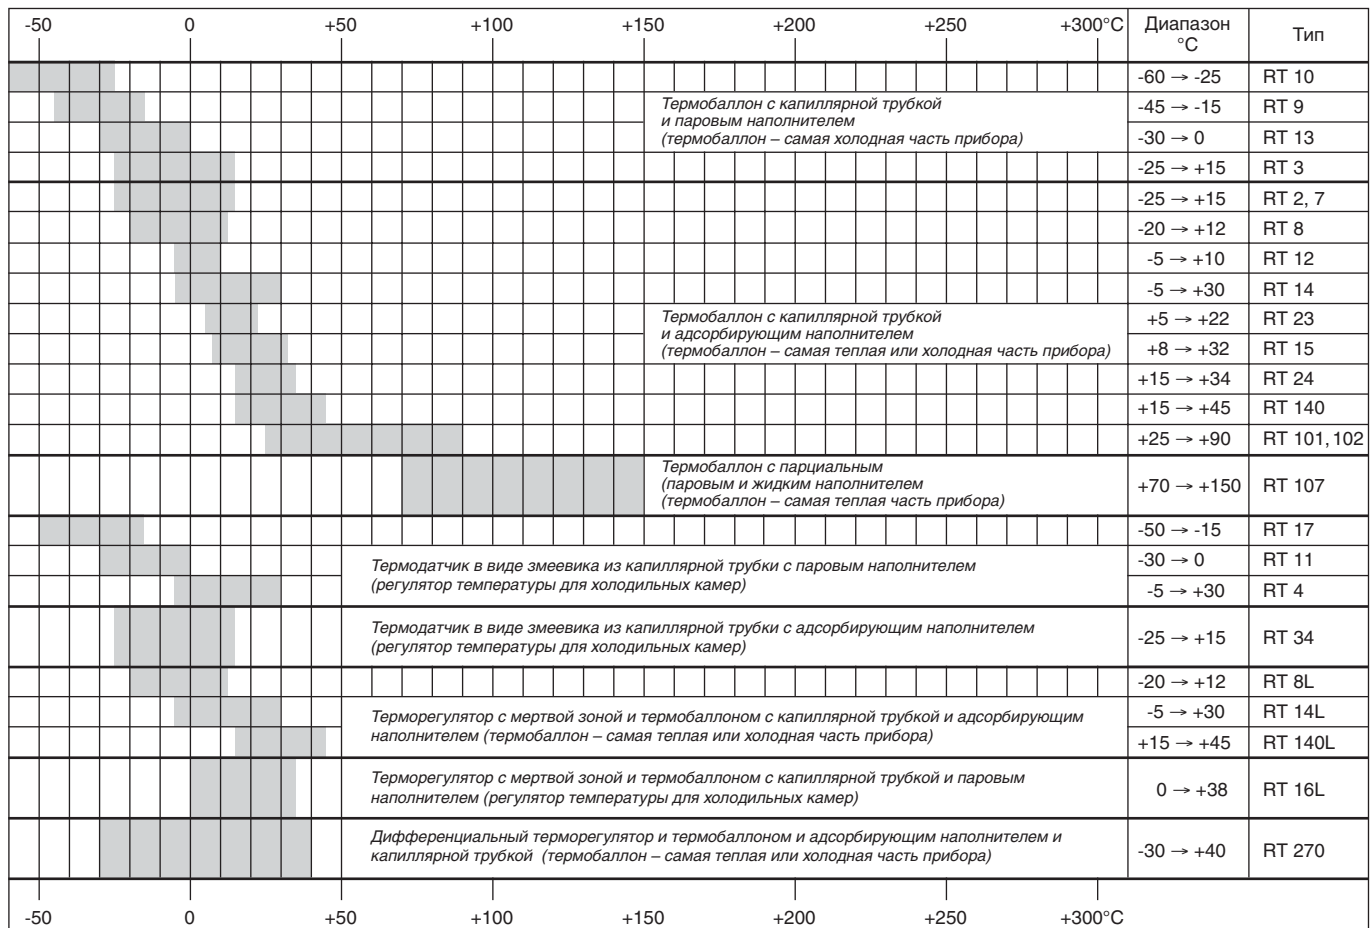 -50 0 +50 +100 +150 +200 +250 +300°C Диапазон °C Тип
-60 → -25 RT 10
Термобаллон с капиллярной трубкой
и паровым наполнителем
(термобаллон – самая холодная часть прибора)
-45 → -15 RT 9
-30 → 0 RT 13
-25 → +15 RT 3
-25 → +15 RT 2, 7
-20 → +12 RT 8
-5 → +10 RT 12
-5 → +30 RT 14
Термобаллон с капиллярной трубкой
и адсорбирующим наполнителем
(термобаллон – самая теплая или холодная часть прибора)
+5 → +22 RT 23
+8 → +32 RT 15
+15 → +34 RT 24
+15 → +45 RT 140
+25 → +90 RT 101, 102
Термобаллон с парциальным
(паровым и жидким наполнителем
(термобаллон – самая теплая часть прибора)
+70 → +150 RT 107
-50 → -15 RT 17
Термодатчик в виде змеевика из капиллярной трубки с паровым наполнителем
(регулятор температуры для холодильных камер)
-30 → 0 RT 11
-5 → +30 RT 4
Термодатчик в виде змеевика из капиллярной трубки с адсорбирующим наполнителем
(регулятор температуры для холодильных камер)
-25 → +15 RT 34
-20 → +12 RT 8L
Терморегулятор с мертвой зоной и термобаллоном с капиллярной трубкой и адсорбирующим
наполнителем (термобаллон – самая теплая или холодная часть прибора)
-5 → +30 RT 14L
+15 → +45 RT 140L
Терморегулятор с мертвой зоной и термобаллоном с капиллярной трубкой и паровым
наполнителем (регулятор температуры для холодильных камер)
0 → +38 RT 16L
Дифференциальный терморегулятор и термобаллоном и адсорбирующим наполнителем и
капиллярной трубкой (термобаллон – самая теплая или холодная часть прибора)
-30 → +40 RT 270
-50 0 +50 +100 +150 +200 +250 +300°C